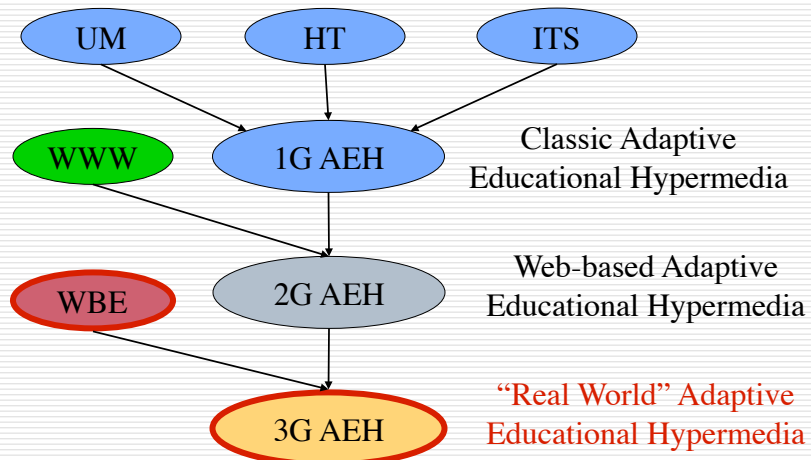 UM
HT
ITS
WWW
1G AEH
Classic Adaptive
Educational Hypermedia
WBE
2G AEH
Web-based Adaptive
Educational Hypermedia
3G AEH
“Real World” Adaptive
Educational Hypermedia